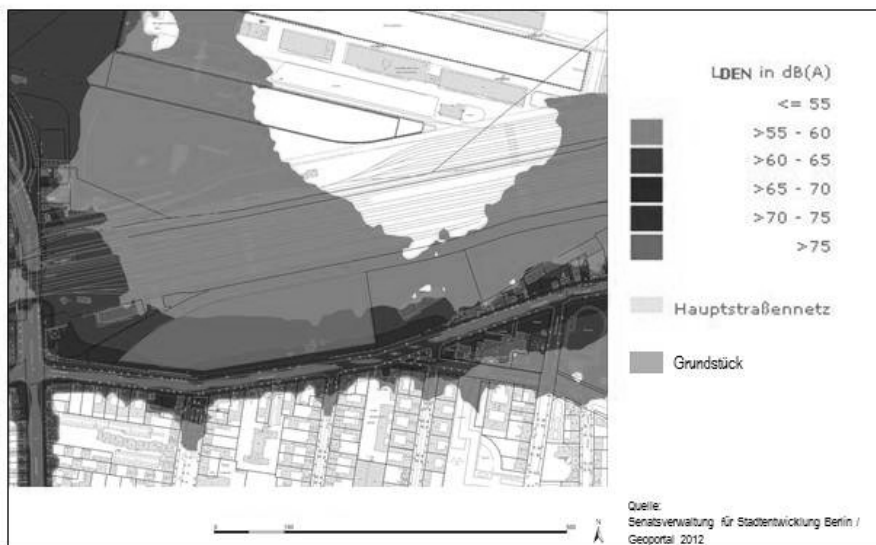 LDEN in dB(A)
<= 55
>55 - 60
>60 - 65
>65 - 70
>70 - 75
>75
Hauptstraßennetz
Grundstück
N
Quelle:
Senatsverwaltung für Stadtentwicklung Berlin /
Geoportal 2012